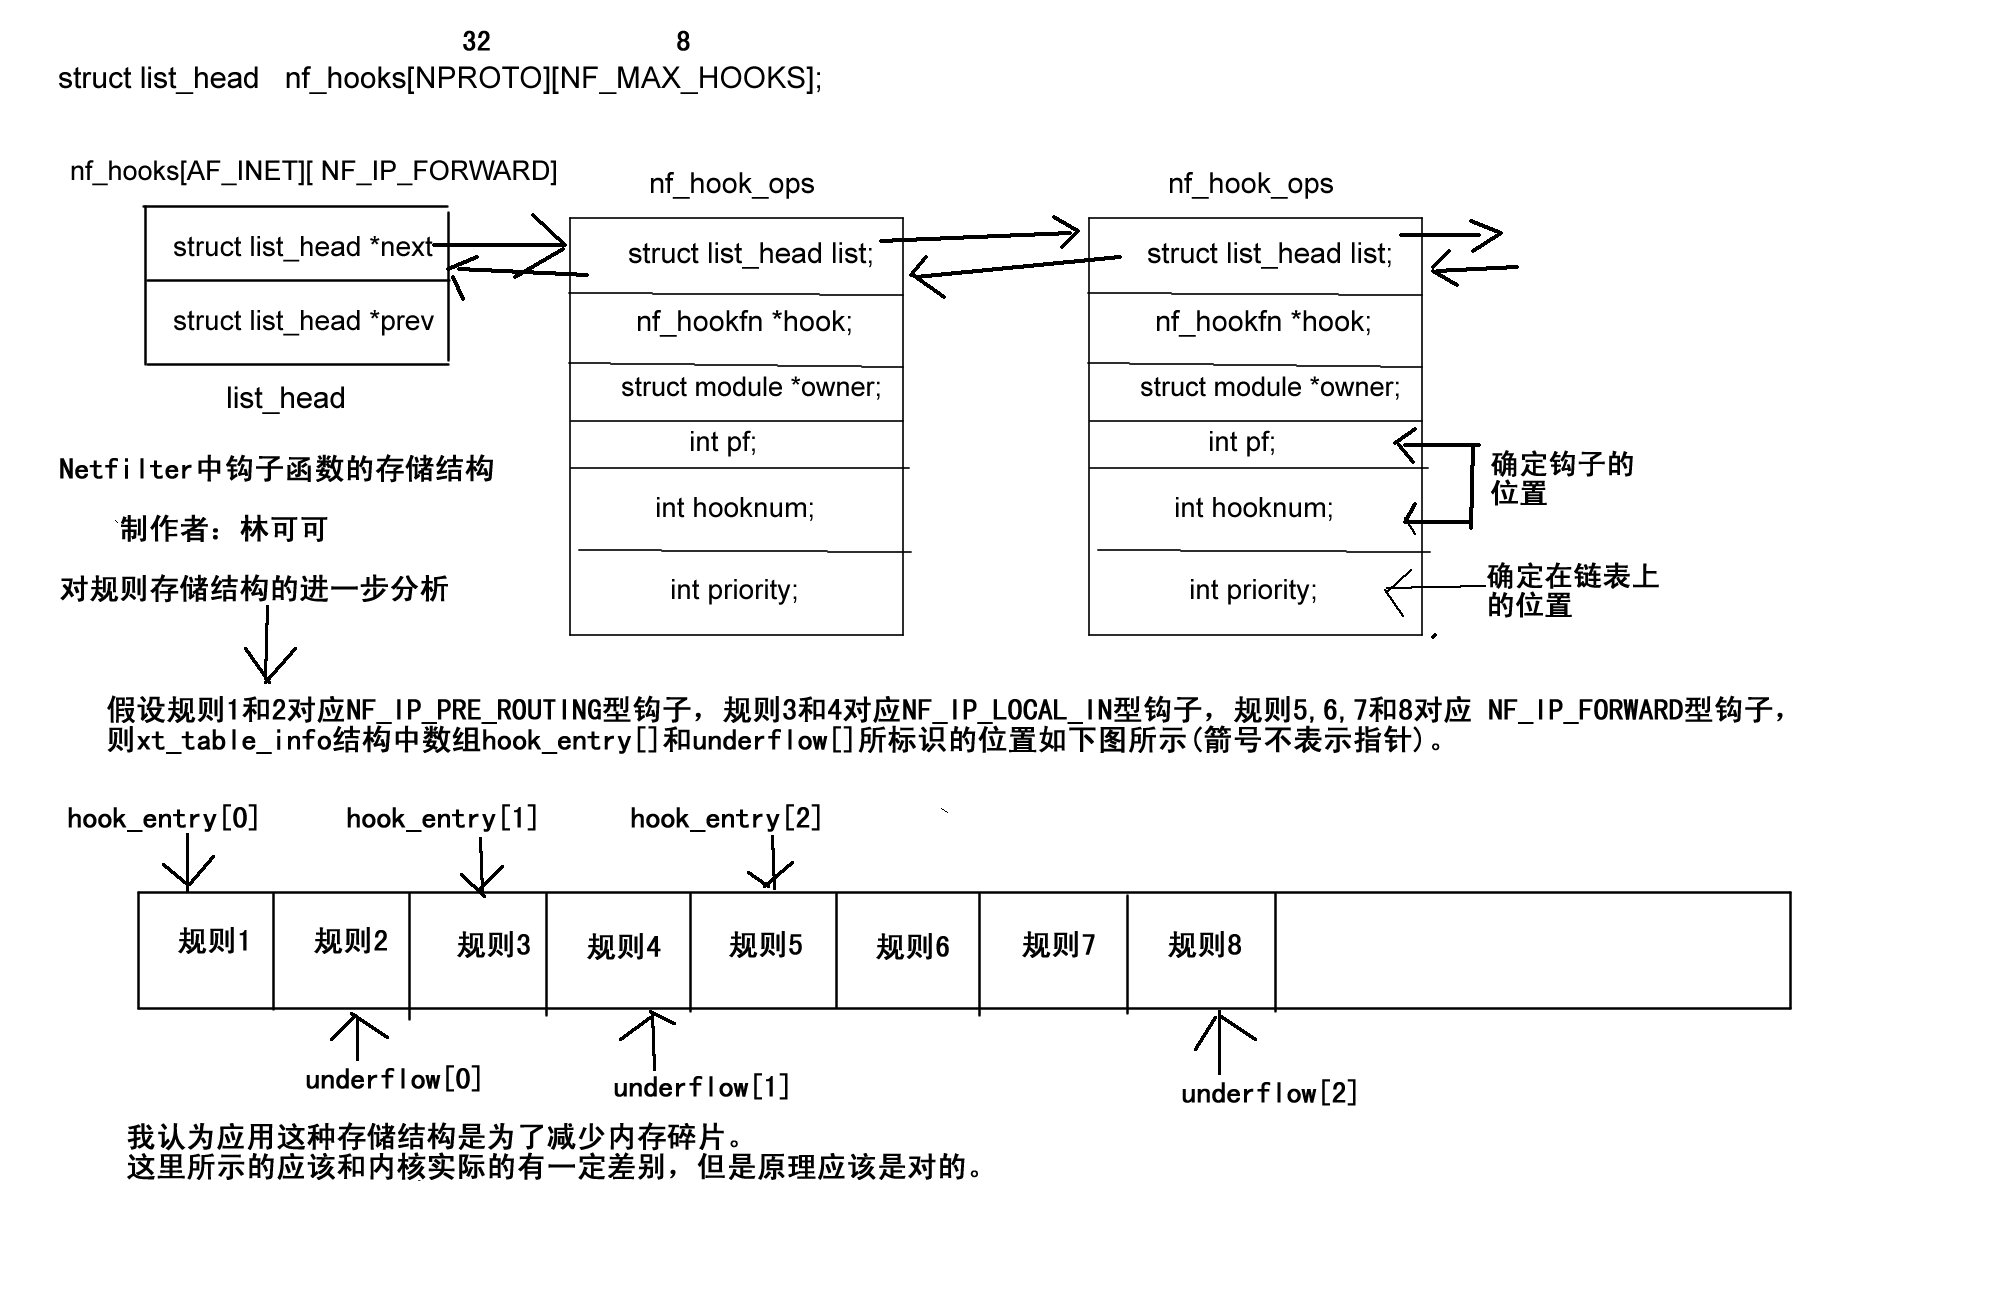 32 8
struct list_head nf_hooks[NPROTO][NF_MAX_HOOKS];
nf_hooks[AF_INET][ NF_IP_FORWARD]
struct list_head *next
struct list_head *prev
list_head
nf_hook_ops
struct list_head list;
nf_hookfn *hook;
struct module *owner;
int pf;
int hooknum;
int priority;
nf_hook_ops
struct list_head list;
nf_hookfn *hook;
struct module *owner;
int pf;
int hooknum;
int priority;
确定钩子的
位置
确定在链表上
的位置
Netfilter中钩子函数的存储结构
制作者：林可可
对规则存储结构的进一步分析
假设规则1和2对应NF_IP_PRE_ROUTING型钩子，规则3和4对应NF_IP_LOCAL_IN型钩子，规则5,6,7和8对应 NF_IP_FORWARD型钩子，
则xt_table_info结构中数组hook_entry[]和underflow[]所标识的位置如下图所示(箭号不表示指针)。
hook_entry[0] hook_entry[1] hook_entry[2]
规则1 规则2 规则3 规则4 规则5 规则6 规则7 规则8
underflow[0] underflow[1] underflow[2]
我认为应用这种存储结构是为了减少内存碎片。
这里所示的应该和内核实际的有一定差别，但是原理应该是对的。